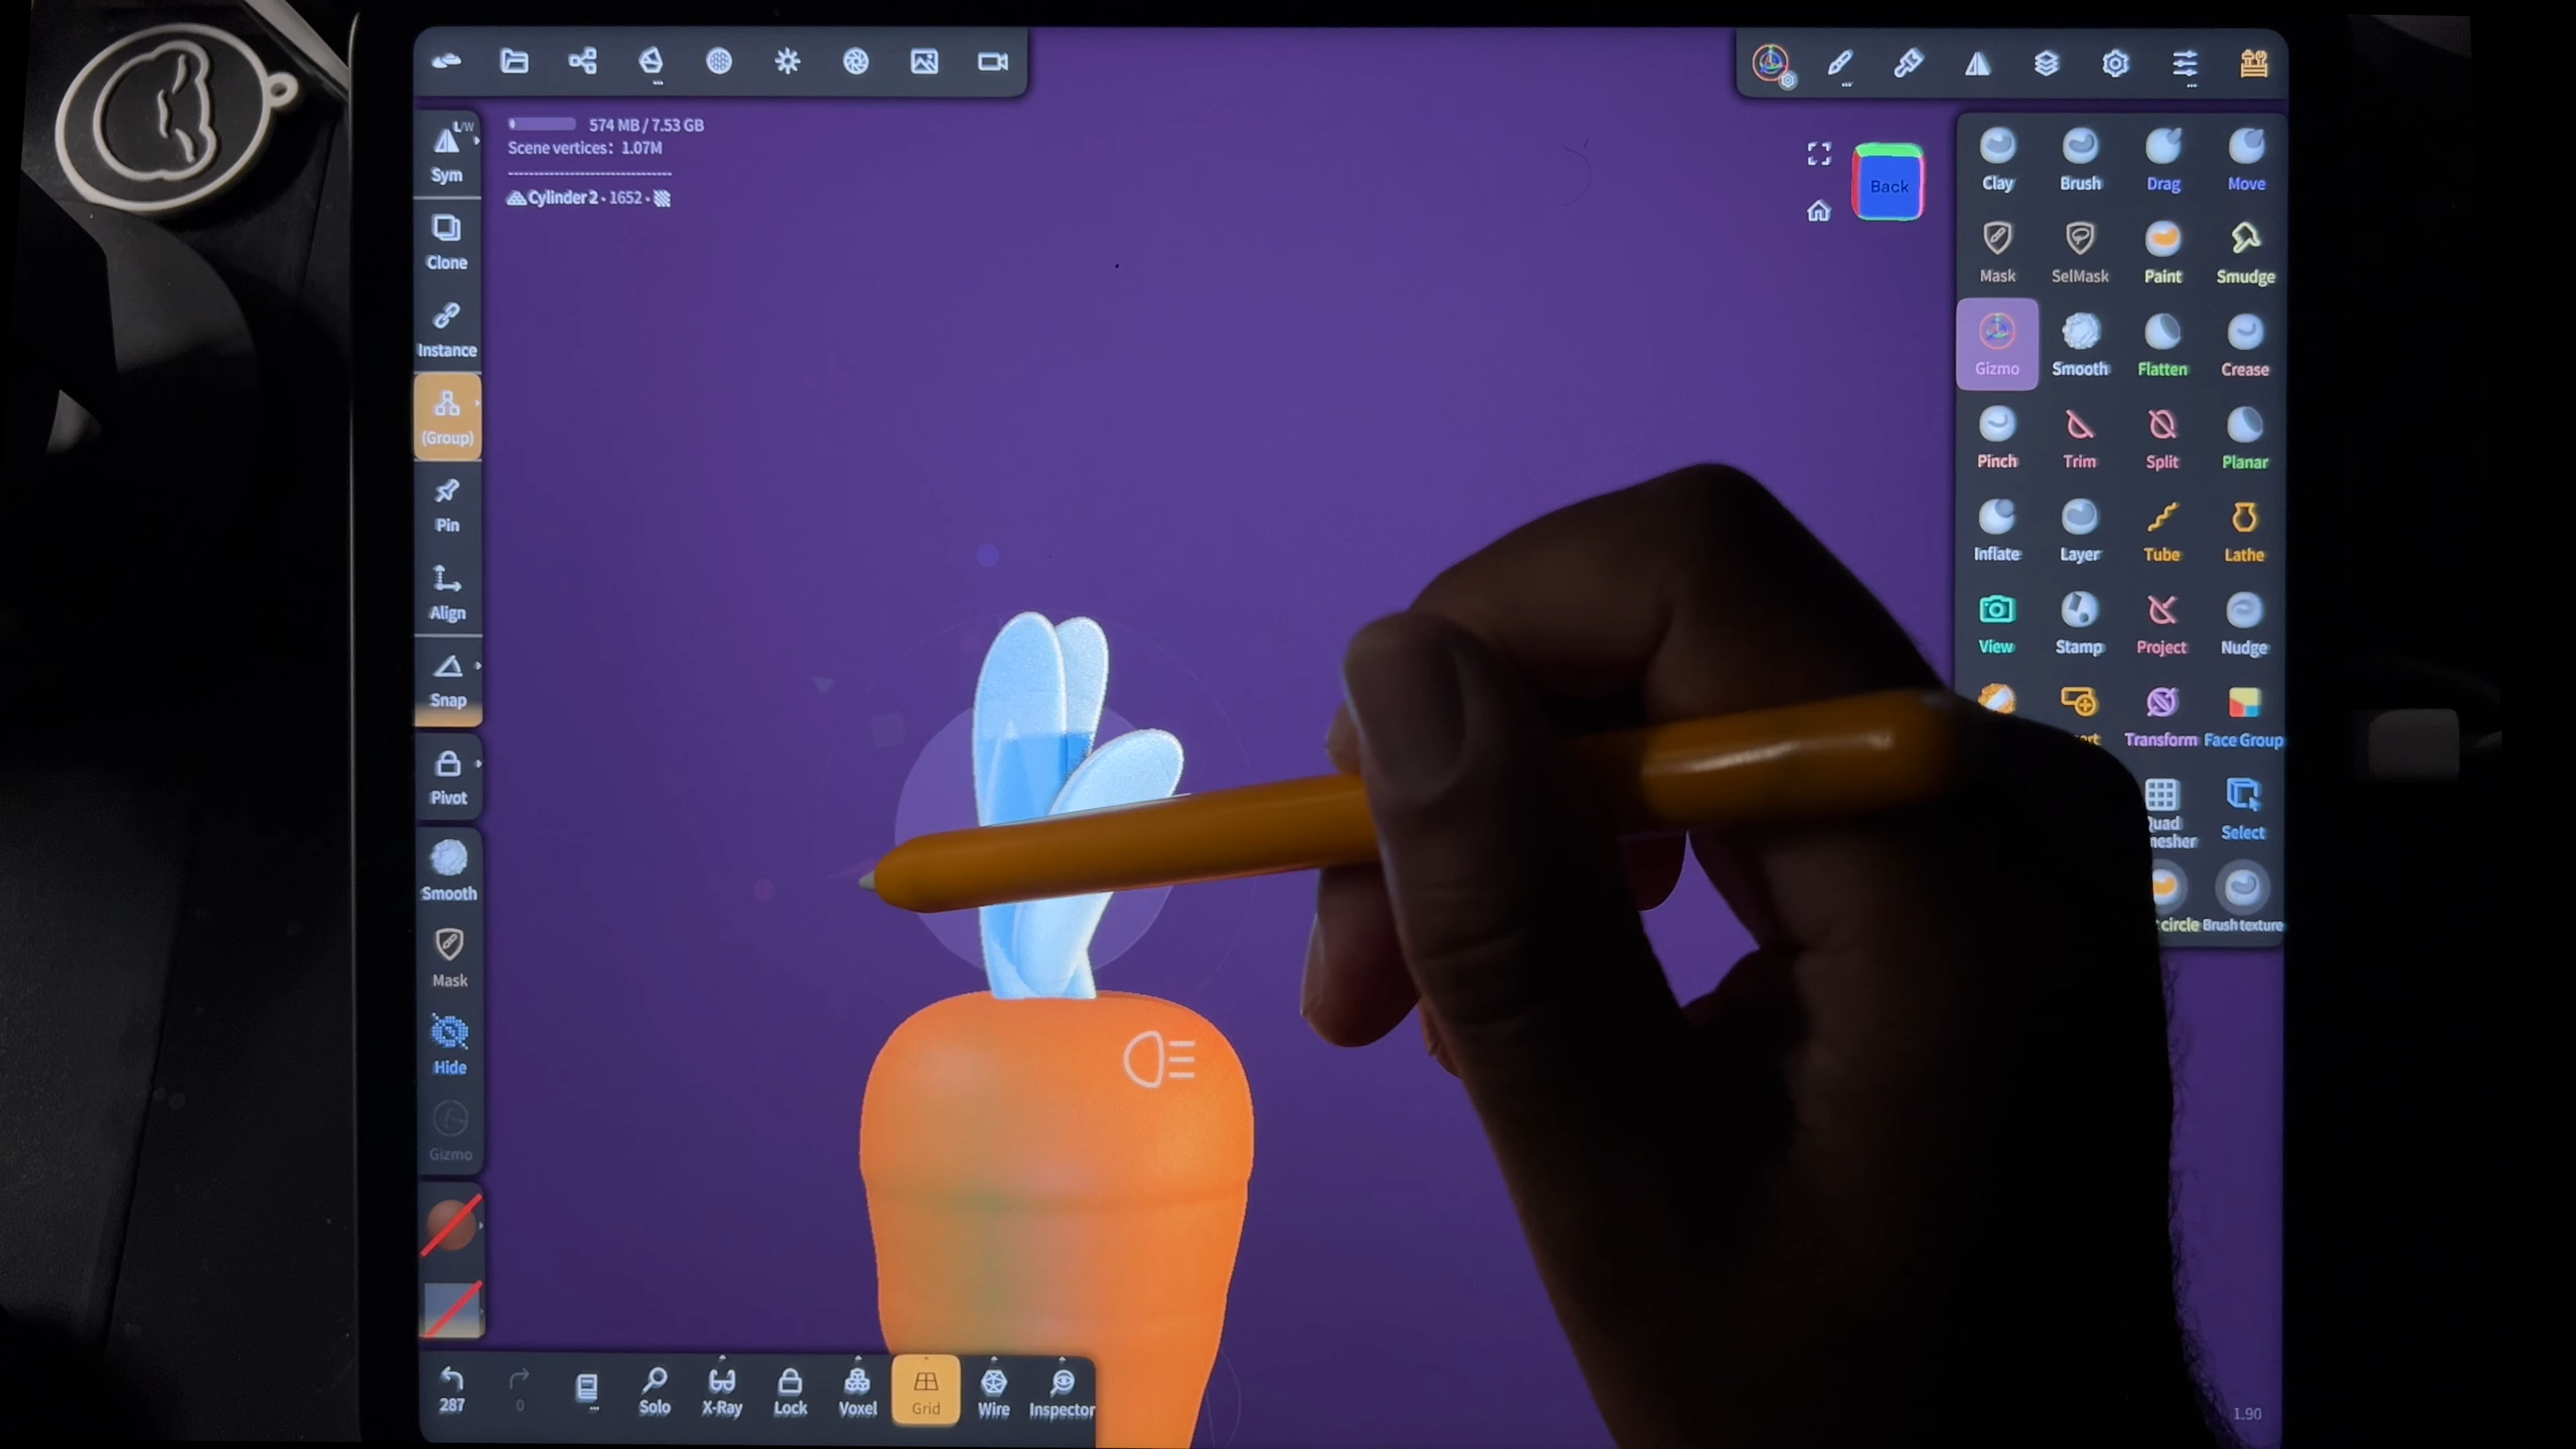 574 MB / 7.53 GB
Scene vertices: 1.07M
Cylinder 2 • 1652 •
L/W
Sym
Clone
Instance
(Group)
Pin
Align
Snap
Pivot
Smooth
Mask
Hide
Gizmo
Back
Clay Brush Drag Move
Mask SelMask Paint Smudge
Gizmo Smooth Flatten Crease
Pinch Trim Split Planar
Inflate Layer Tube Lathe
View Stamp Project Nudge
Transform Face Group
Select
circle Brush texture
287 0 Solo X-Ray Lock Voxel Grid Wire Inspector
1.90